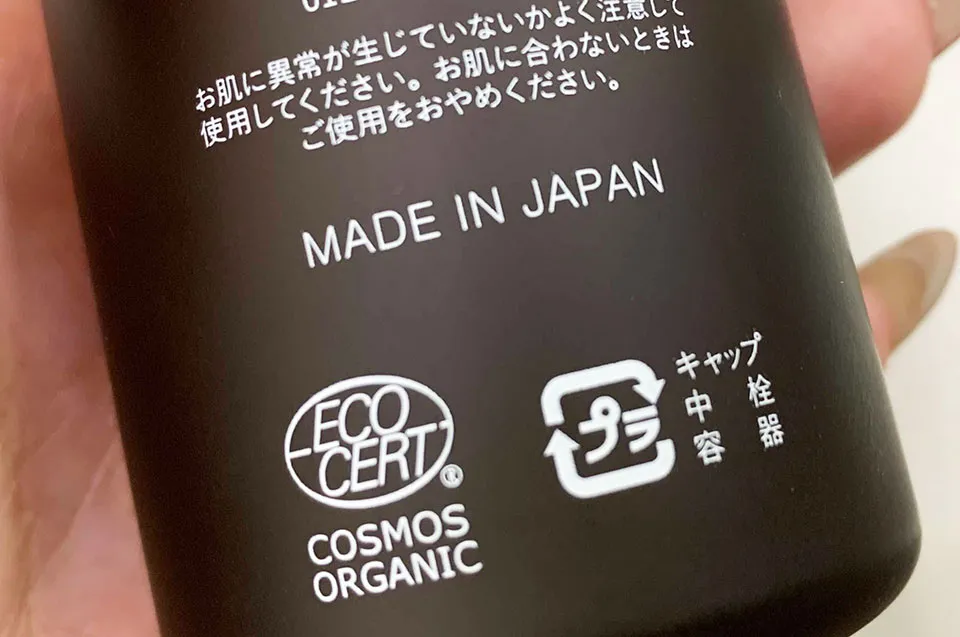 お肌に異常が生じていないかよく注意して
使用してください。お肌に合わないときは
ご使用をおやめください。
MADE IN JAPAN
ECO
CERT®
COSMOS
ORGANIC
プラ
キャップ
中 栓
容 器